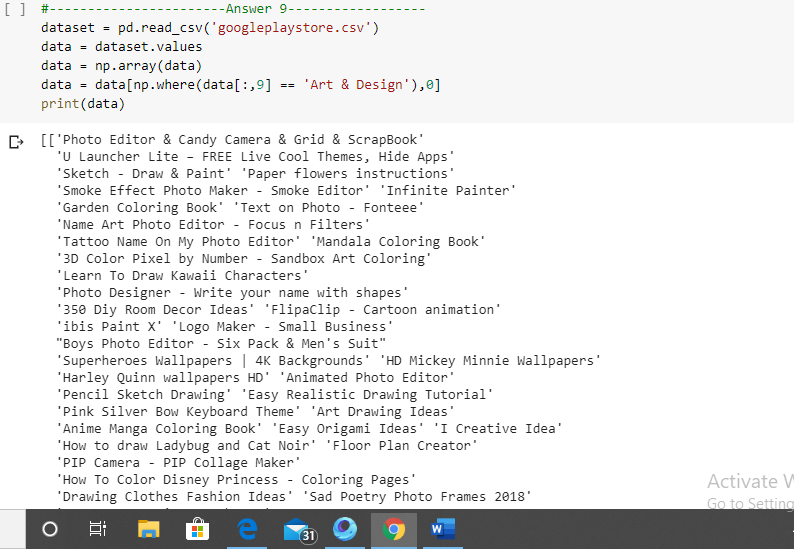 [ ] #-----------------------Answer 9------------------
dataset = pd.read_csv('googleplaystore.csv')
data = dataset.values
data = np.array(data)
data = data[np.where(data[:,9] == 'Art & Design'),0]
print(data)
[['Photo Editor & Candy Camera & Grid & ScrapBook'
'U Launcher Lite – FREE Live Cool Themes, Hide Apps'
'Sketch - Draw & Paint' 'Paper flowers instructions'
'Smoke Effect Photo Maker - Smoke Editor' 'Infinite Painter'
'Garden Coloring Book' 'Text on Photo - Fonteee'
'Name Art Photo Editor - Focus n Filters'
'Tattoo Name On My Photo Editor' 'Mandala Coloring Book'
'3D Color Pixel by Number - Sandbox Art Coloring'
'Learn To Draw Kawaii Characters'
'Photo Designer - Write your name with shapes'
'350 Diy Room Decor Ideas' 'FlipaClip - Cartoon animation'
'ibis Paint X' 'Logo Maker - Small Business'
"Boys Photo Editor - Six Pack & Men's Suit"
'Superheroes Wallpapers | 4K Backgrounds' 'HD Mickey Minnie Wallpapers'
'Harley Quinn wallpapers HD' 'Animated Photo Editor'
'Pencil Sketch Drawing' 'Easy Realistic Drawing Tutorial'
'Pink Silver Bow Keyboard Theme' 'Art Drawing Ideas'
'Anime Manga Coloring Book' 'Easy Origami Ideas' 'I Creative Idea'
'How to draw Ladybug and Cat Noir' 'Floor Plan Creator'
'PIP Camera - PIP Collage Maker'
'How To Color Disney Princess - Coloring Pages'
'Drawing Clothes Fashion Ideas' 'Sad Poetry Photo Frames 2018'
Activate W
Go to Setting
31
W